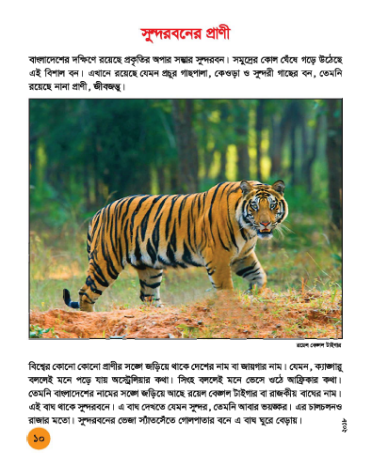 সুন্দরবনের প্রাণী
বাংলাদেশের দক্ষিণে রয়েছে প্রকৃতির অপার সম্ভার সুন্দরবন। সমুদ্রের কোল ঘেঁষে গড়ে উঠেছে
এই বিশাল বন। এখানে রয়েছে যেমন প্রচুর গাছপালা, কেওড়া ও সুন্দরী গাছের বন, তেমনি
রয়েছে নানা প্রাণী, জীবজন্তু।
রয়েল বেঙ্গল টাইগার
বিশ্বের কোনো কোনো প্রাণীর সঙ্গে জড়িয়ে থাকে দেশের নাম বা জায়গার নাম। যেমন, ক্যাঙ্গারু
বললেই মনে পড়ে যায় অস্ট্রেলিয়ার কথা। সিংহ বললেই মনে ভেসে ওঠে আফ্রিকার কথা।
তেমনি বাংলাদেশের নামের সঙ্গে জড়িয়ে আছে রয়েল বেঙ্গল টাইগার বা রাজকীয় বাঘের নাম।
এই বাঘ থাকে সুন্দরবনে। এ বাঘ দেখতে যেমন সুন্দর, তেমনি আবার ভয়ঙ্কর। এর চালচলনও
রাজার মতো। সুন্দরবনের ভেজা স্যাঁতসেঁতে গোলপাতার বনে এ বাঘ ঘুরে বেড়ায়।
১০
২০১৮